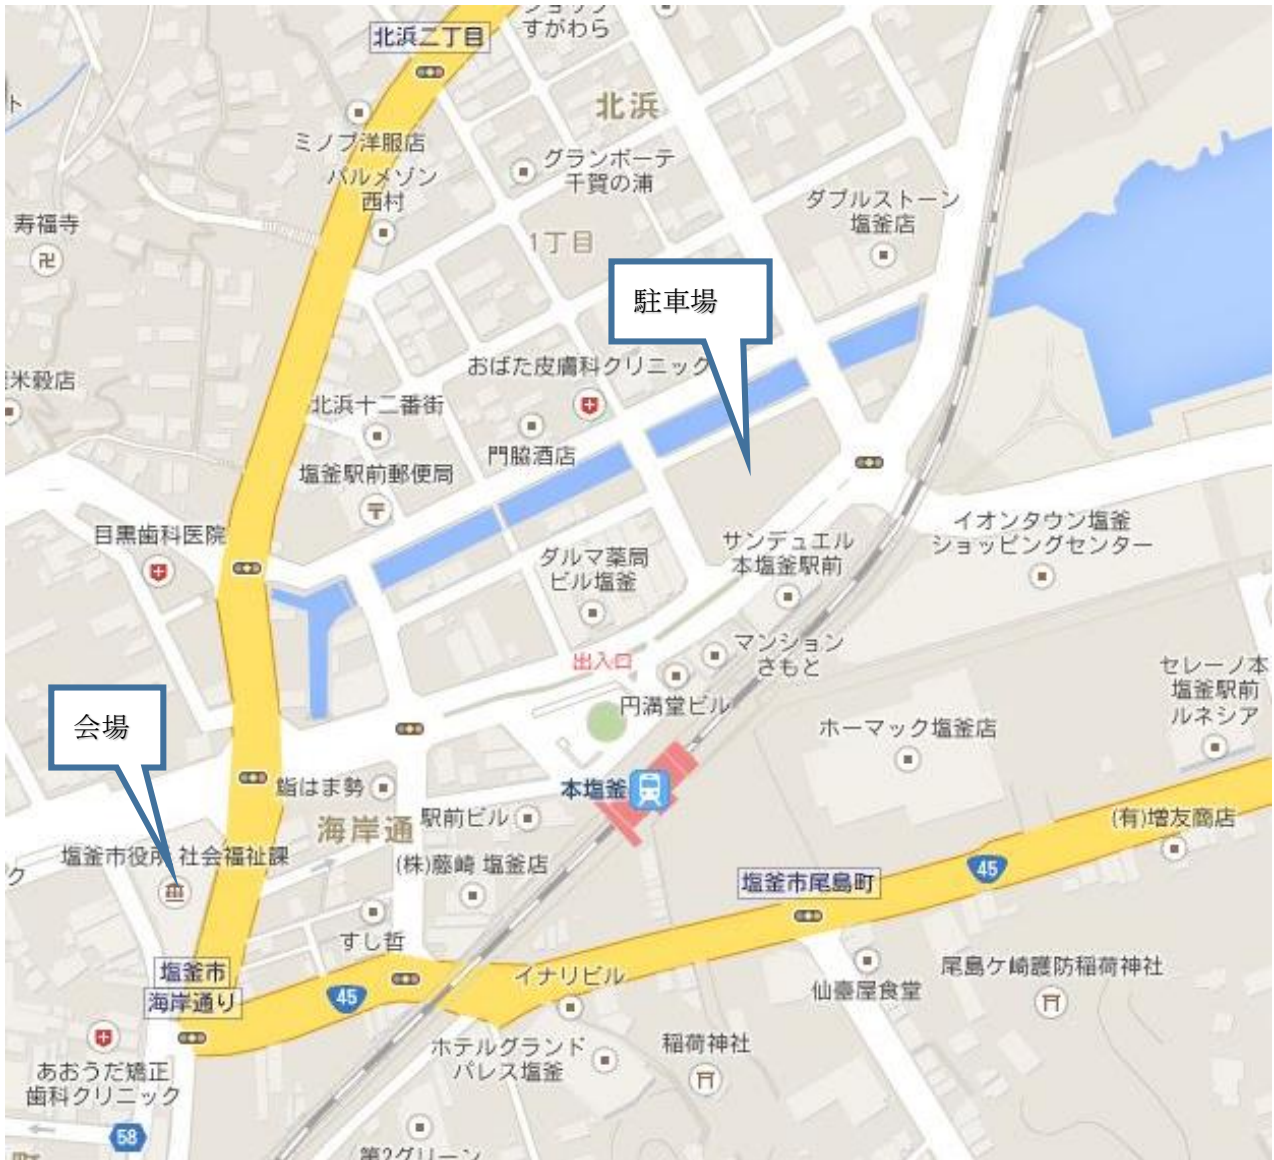 ショップ
すがわら
北浜二丁目
北浜
ミノブ洋服店
グランボーテ
千賀の浦
パルメゾン
西村
ダブルストーン
塩釜店
寿福寺
卍
1丁目
駐車場
おばた皮膚科クリニック
米穀店
北浜十二番街
門脇酒店
塩釜駅前郵便局
〒
目黒歯科医院
イオンタウン塩釜
ショッピングセンター
サンデュエル
本塩釜駅前
ダルマ薬局
ビル塩釜
マンション
さもと
出入口
セレーノ本
塩釜駅前
ルネシア
円満堂ビル
会場
ホーマック塩釜店
本塩釜
鮨はま勢
駅前ビル
海岸通
(有)増友商店
塩釜市役所 社会福祉課
(株)藤崎 塩釜店
45
塩釜市尾島町
すし哲
塩釜市
海岸通り
45
イナリビル
仙臺屋食堂
尾島ケ崎護防稲荷神社
稲荷神社
ホテルグランド
パレス塩釜
あおうだ矯正
歯科クリニック
58
第2グリーン